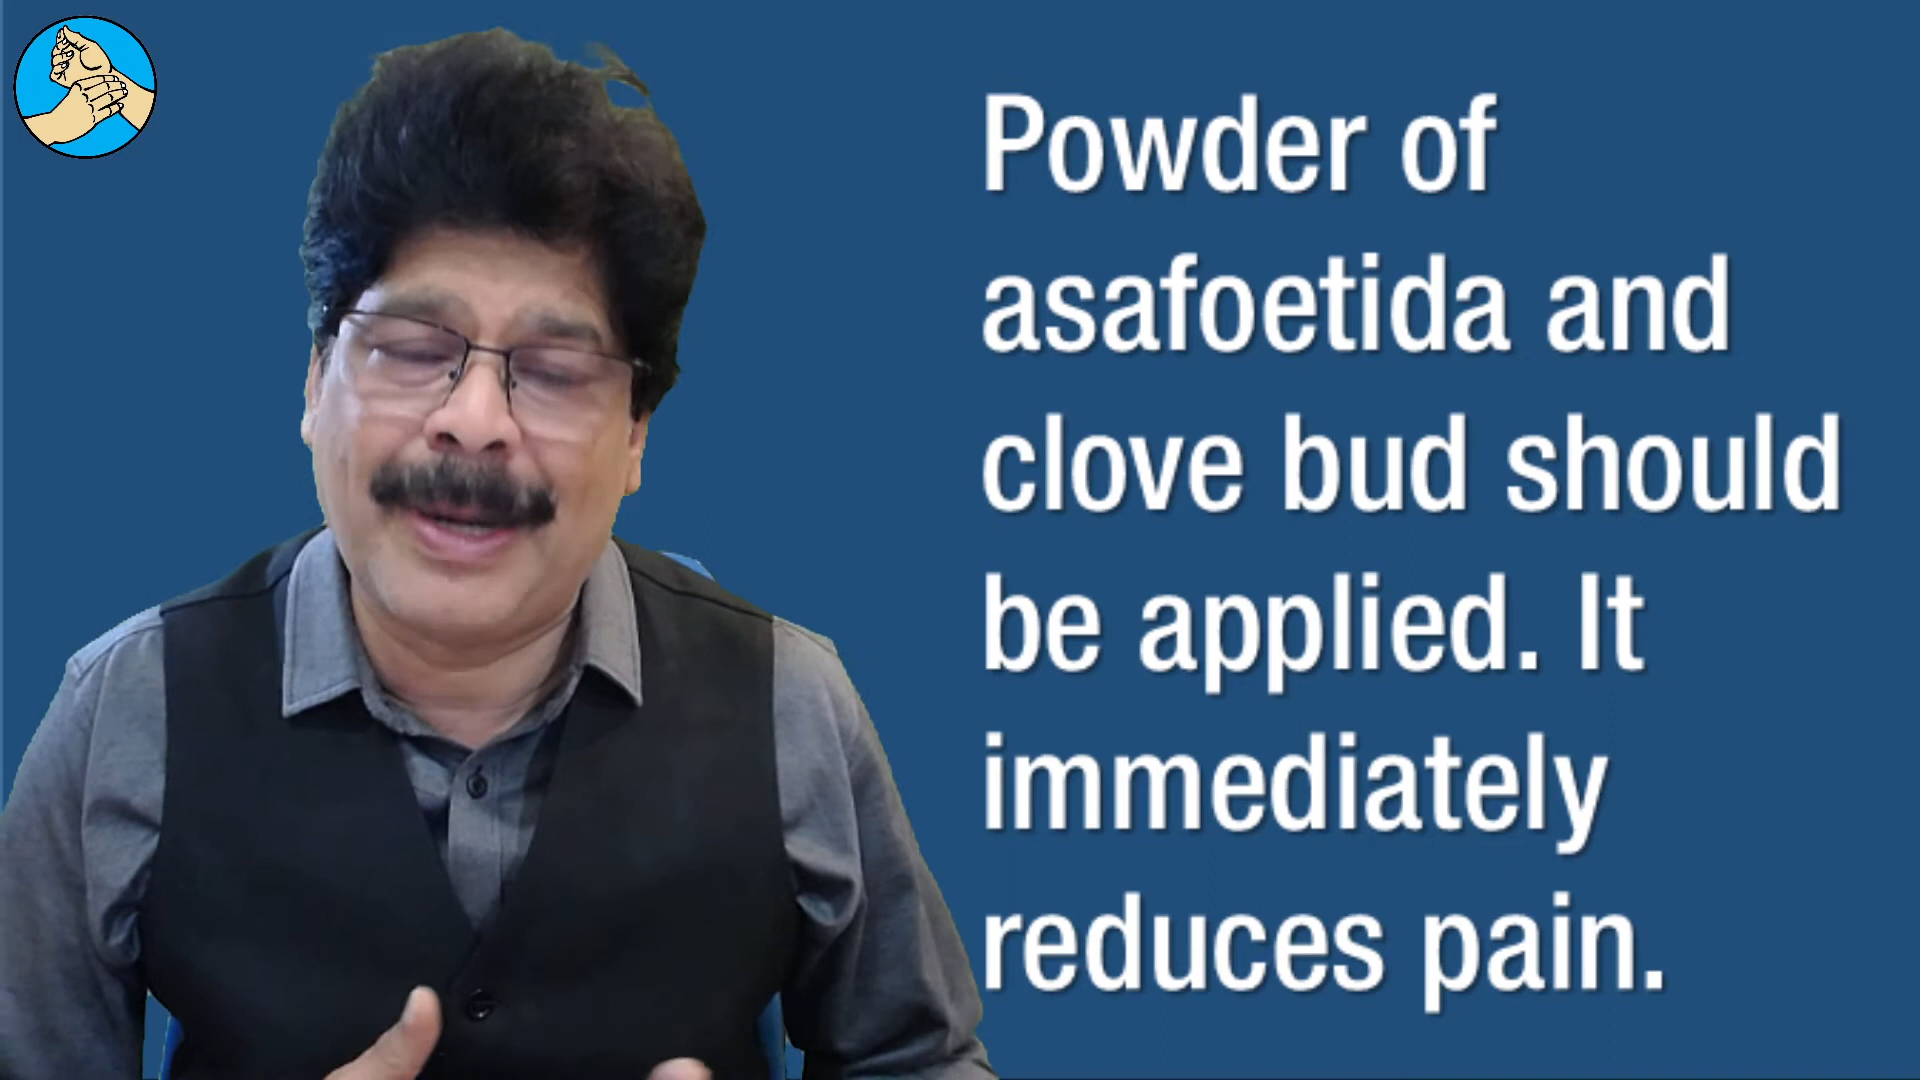 Powder of
asafoetida and
clove bud should
be applied. It
immediately
reduces pain.